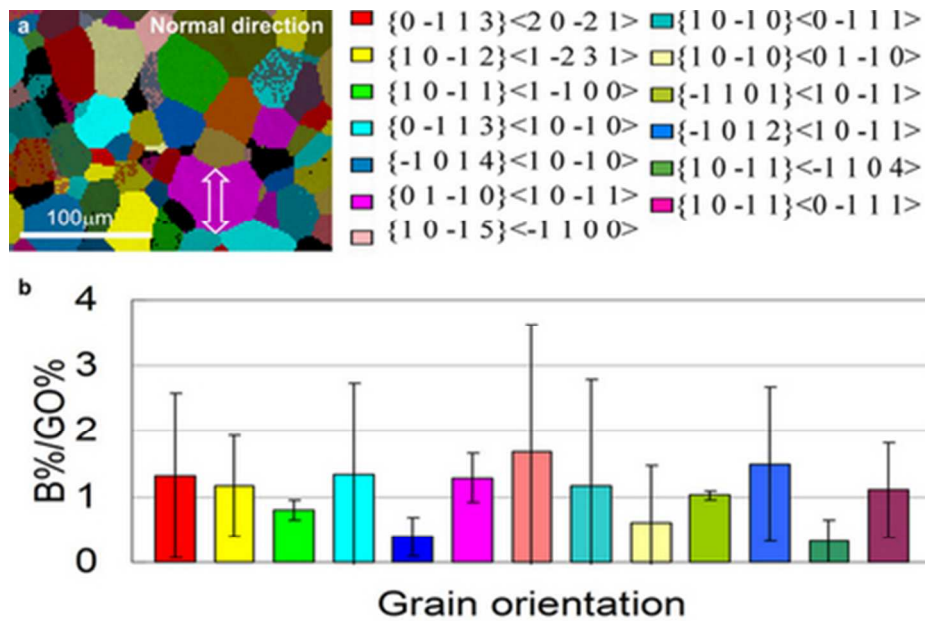 a
Normal direction
100µm
{0 -1 1 3}<2 0 -2 1>
{1 0 -1 2}<1 -2 3 1>
{1 0 -1 1}<1 -1 0 0>
{0 -1 1 3}<1 0 -1 0>
{-1 0 1 4}<1 0 -1 0>
{0 1 -1 0}<1 0 -1 1>
{1 0 -1 5}<-1 1 0 0>
{1 0 -1 0}<0 -1 1 1>
{1 0 -1 0}<0 1 -1 0>
{-1 1 0 1}<1 0 -1 1>
{-1 0 1 2}<1 0 -1 1>
{1 0 -1 1}<-1 1 0 4>
{1 0 -1 1}<0 -1 1 1>
b
B%/GO%
4
3
2
1
0
Grain orientation